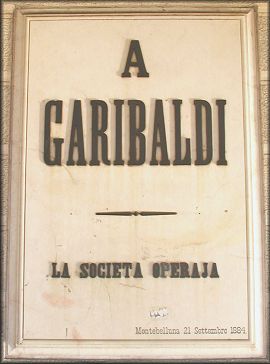 A
GARIBALDI
LA SOCIETA OPERAJA
Montebelluna 21 Settembre 1884.